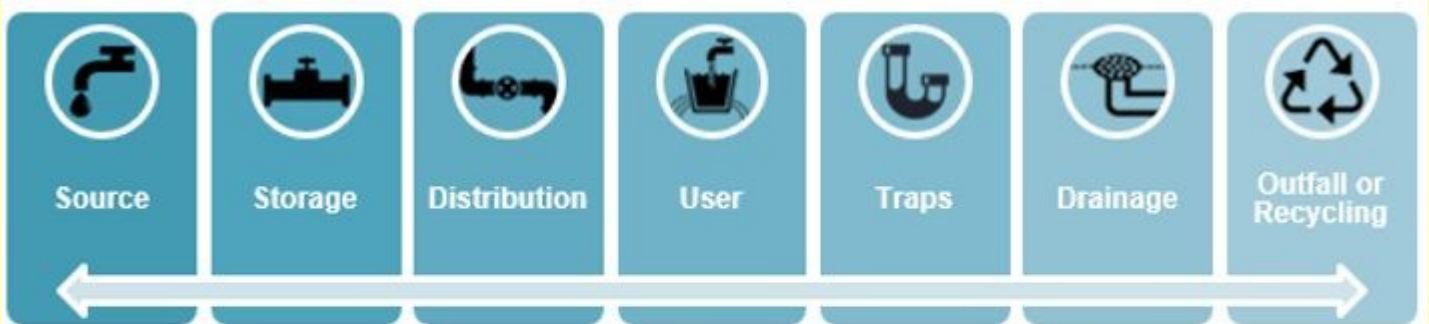 Source
Storage
Distribution
User
Traps
Drainage
Outfall or
Recycling